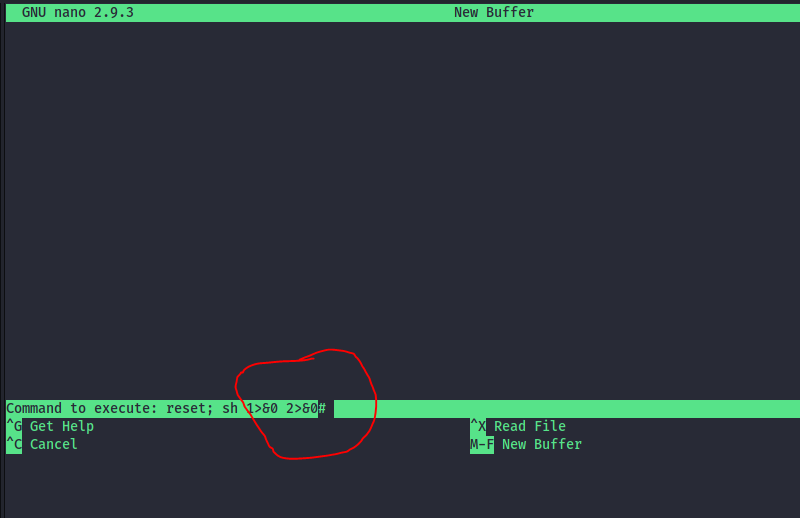 GNU nano 2.9.3 New Buffer
Command to execute: reset; sh 1>&0 2>&0#
^G Get Help ^X Read File
^C Cancel M-F New Buffer